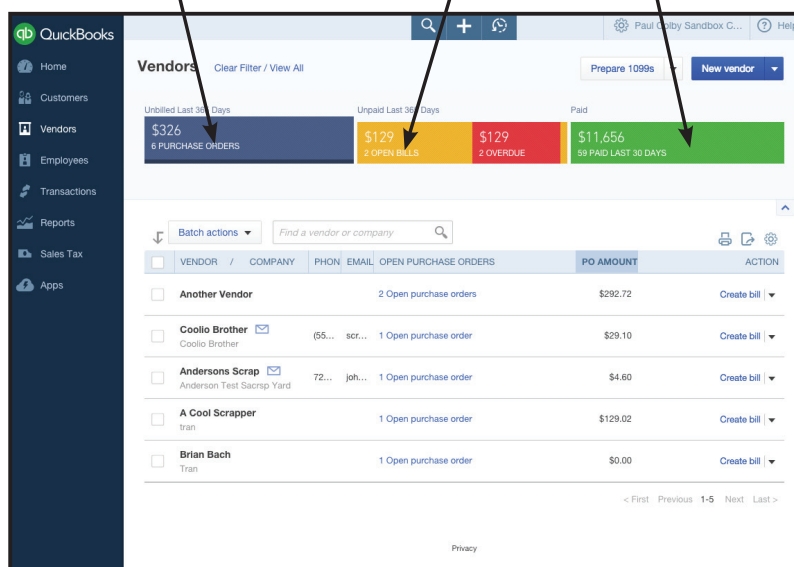 qb QuickBooks
Paul Colby Sandbox C... ? Help
Home
Customers
Vendors
Employees
Transactions
Reports
Sales Tax
Apps
Vendors Clear Filter / View All
Prepare 1099s New vendor
Unbilled Last 365 Days Unpaid Last 365 Days Paid
$326 $129 $129 $11,656
6 PURCHASE ORDERS 2 OPEN BILLS 2 OVERDUE 59 PAID LAST 30 DAYS
Batch actions Find a vendor or company
VENDOR / COMPANY PHON EMAIL OPEN PURCHASE ORDERS PO AMOUNT ACTION
Another Vendor 2 Open purchase orders $292.72 Create bill
Coolio Brother (55... scr... 1 Open purchase order $29.10 Create bill
Coolio Brother
Andersons Scrap 72... joh... 1 Open purchase order $4.60 Create bill
Anderson Test Sacrsp Yard
A Cool Scrapper 1 Open purchase order $129.02 Create bill
tran
Brian Bach 1 Open purchase order $0.00 Create bill
Tran
< First Previous 1-5 Next Last >
Privacy